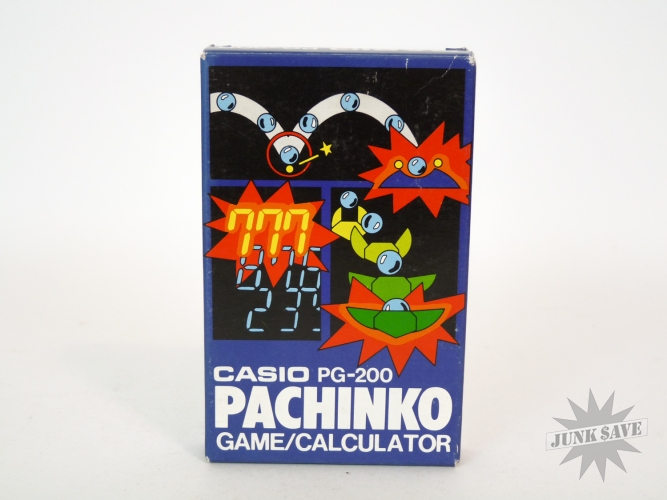 777
CASIO PG-200
PACHINKO
GAME/CALCULATOR
JUNK SAVE